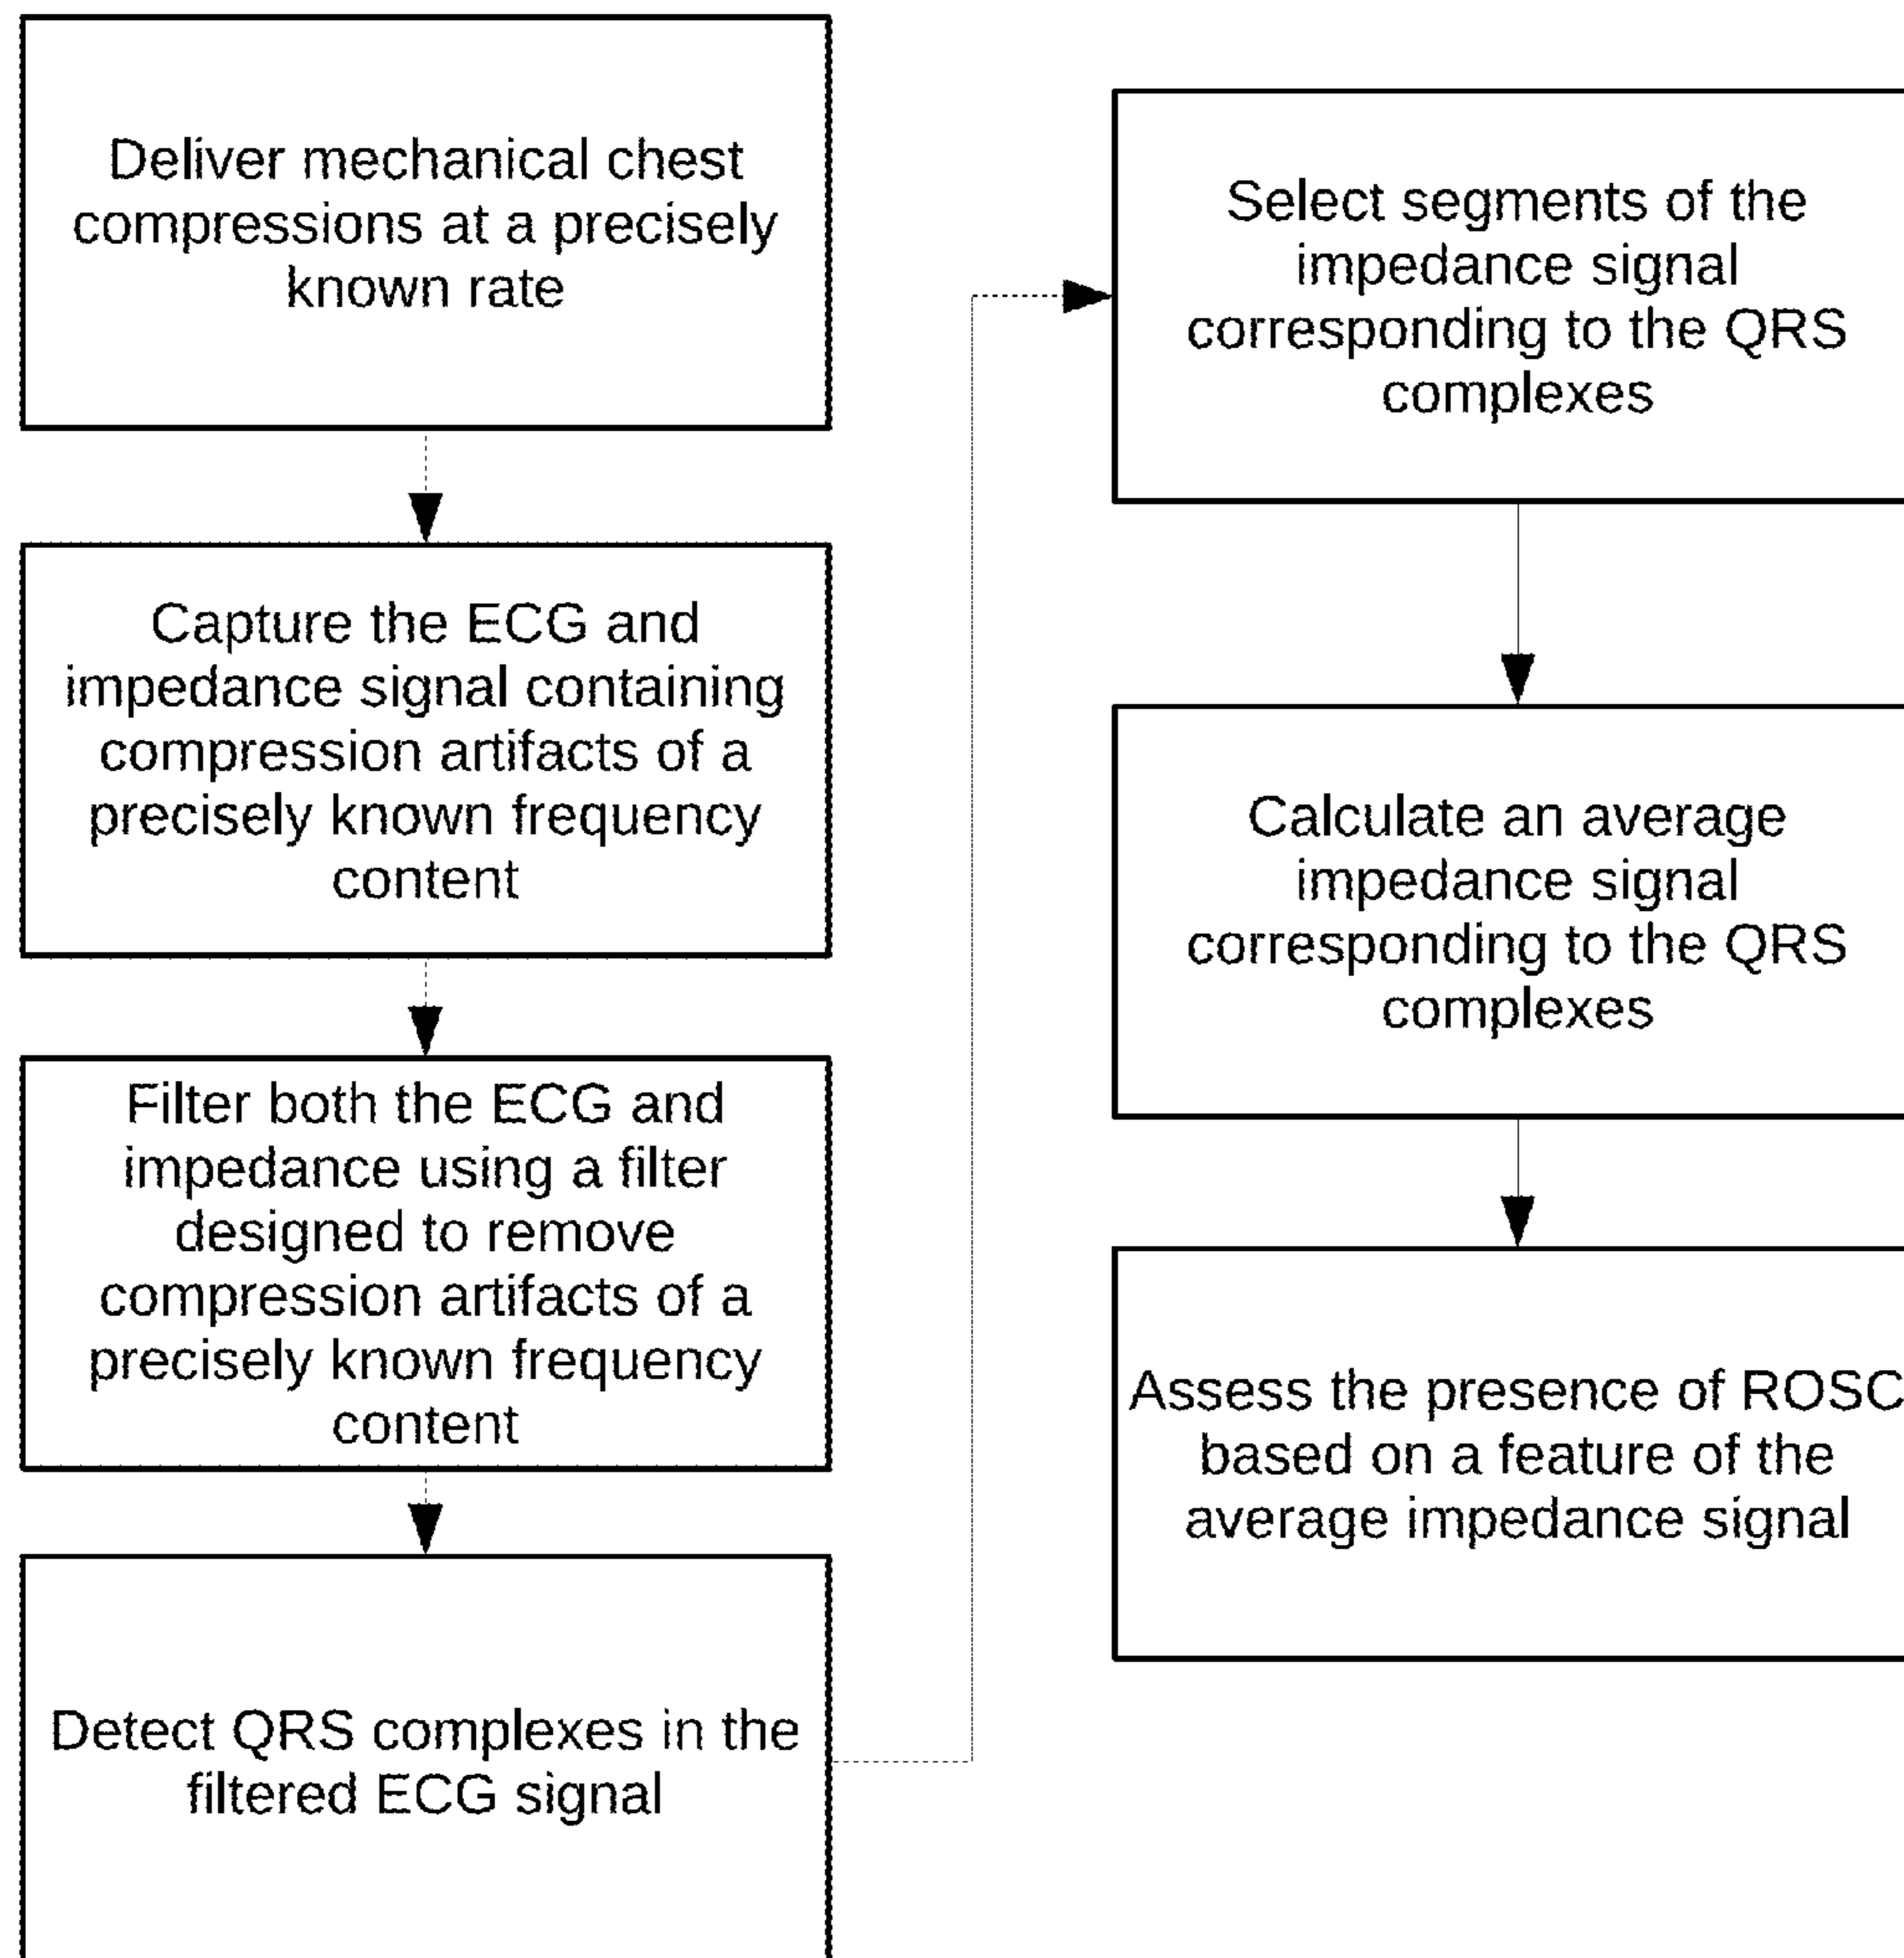 Deliver mechanical chest
compressions at a precisely
known rate
Capture the ECG and
impedance signal containing
compression artifacts of a
precisely known frequency
content
Filter both the ECG and
impedance using a filter
designed to remove
compression artifacts of a
precisely known frequency
content
Detect QRS complexes in the
filtered ECG signal
Select segments of the
impedance signal
corresponding to the QRS
complexes
Calculate an average
impedance signal
corresponding to the QRS
complexes
Assess the presence of ROSC
based on a feature of the
average impedance signal